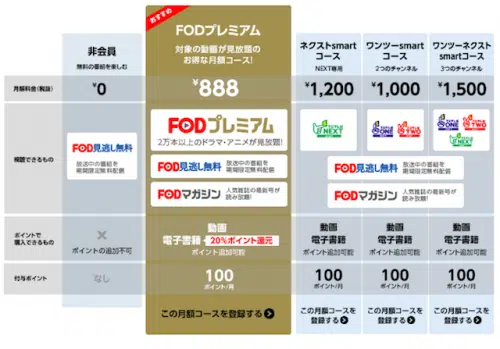 おすすめ
FODプレミアム
対象の動画が見放題の
お得な月額コース!
非会員
無料の番組を楽しむ
ネクストsmart
コース
NEXT専用
ワンツーsmart
コース
2つのチャンネル
ワンツーネクスト
smartコース
3つのチャンネル
月額料金(税抜)
¥0
¥888
¥1,200
¥1,000
¥1,500
視聴できるもの
FOD見逃し無料
放送中の番組を
期間限定無料配信
FODプレミアム
2万本以上のドラマ・アニメが見放題!
FOD見逃し無料
放送中の番組を
期間限定無料配信
FODマガジン
人気雑誌の最新号が
読み放題!
NEXT
ONE
TWO
ONE
TWO
NEXT
FOD見逃し無料
放送中の番組を
期間限定無料配信
FODマガジン
人気雑誌の最新号が
読み放題!
ポイントで
購入できるもの
ポイントの追加不可
動画
電子書籍 20%ポイント還元
ポイント追加可能
動画
電子書籍
ポイント追加可能
動画
電子書籍
ポイント追加可能
動画
電子書籍
ポイント追加可能
付与ポイント
なし
100
ポイント/月
100
ポイント/月
100
ポイント/月
100
ポイント/月
この月額コースを登録する
この月額コースを
登録する
この月額コースを
登録する
この月額コースを
登録する